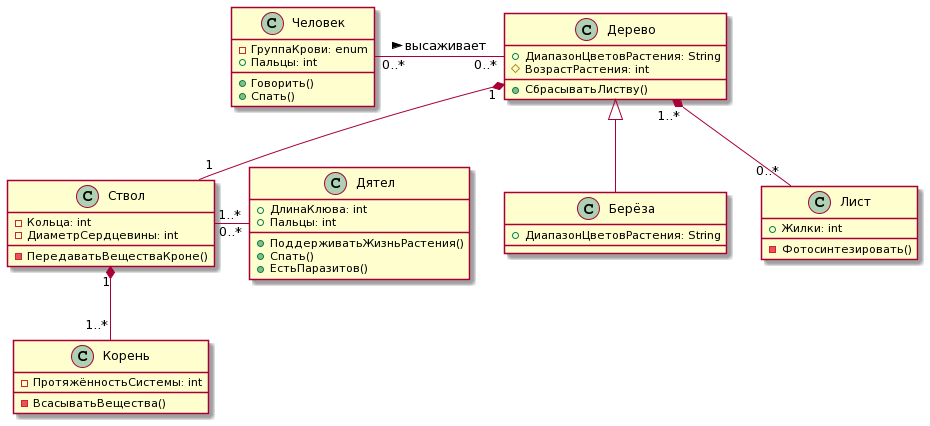 C Человек
ГруппаКрови: enum
Пальцы: int
Говорить()
Спать()
высаживает
0..*
0..*
C Дерево
ДиапазонЦветовРастения: String
ВозрастРастения: int
СбрасыватьЛиству()
1
1..*
1
0..*
C Ствол
Кольца: int
ДиаметрСердцевины: int
ПередаватьВеществаКроне()
1..*
0..*
C Дятел
ДлинаКлюва: int
Пальцы: int
ПоддерживатьЖизньРастения()
Спать()
ЕстьПаразитов()
C Берёза
ДиапазонЦветовРастения: String
C Лист
Жилки: int
Фотосинтезировать()
1
1..*
C Корень
ПротяжённостьСистемы: int
ВсасыватьВещества()